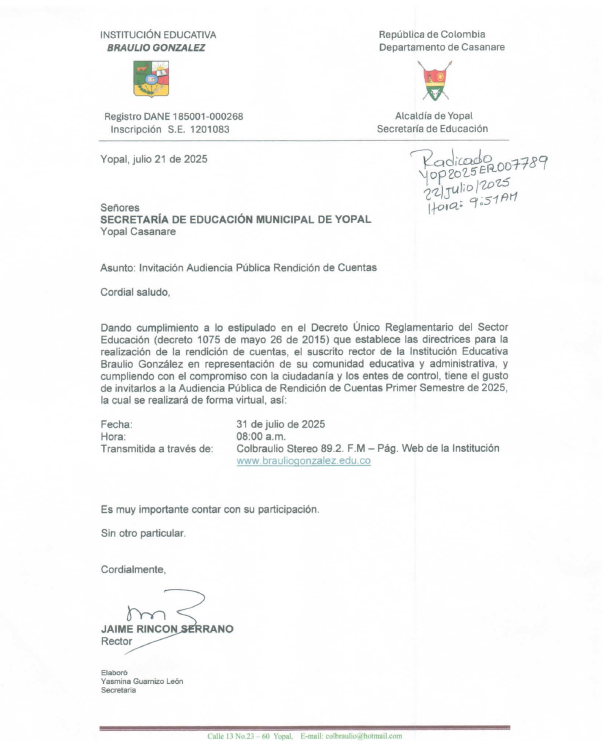 INSTITUCIÓN EDUCATIVA
BRAULIO GONZALEZ
República de Colombia
Departamento de Casanare
Registro DANE 185001-000268
Inscripción S.E. 1201083
Alcaldía de Yopal
Secretaría de Educación
Yopal, julio 21 de 2025
Radicado
Yop2025ER007789
22/Julio/2025
Hora: 9:51AM
Señores
SECRETARÍA DE EDUCACIÓN MUNICIPAL DE YOPAL
Yopal Casanare
Asunto: Invitación Audiencia Pública Rendición de Cuentas
Cordial saludo,
Dando cumplimiento a lo estipulado en el Decreto Único Reglamentario del Sector
Educación (decreto 1075 de mayo 26 de 2015) que establece las directrices para la
realización de la rendición de cuentas, el suscrito rector de la Institución Educativa
Braulio González en representación de su comunidad educativa y administrativa, y
cumpliendo con el compromiso con la ciudadanía y los entes de control, tiene el gusto
de invitarlos a la Audiencia Pública de Rendición de Cuentas Primer Semestre de 2025,
la cual se realizará de forma virtual, así:
Fecha: 31 de julio de 2025
Hora: 08:00 a.m.
Transmitida a través de: Colbraulio Stereo 89.2. F.M – Pág. Web de la Institución
www.brauliogonzalez.edu.co
Es muy importante contar con su participación.
Sin otro particular.
Cordialmente,
JAIME RINCON SERRANO
Rector
Elaboró
Yasmina Guarnizo León
Secretaria
Calle 13 No.23 – 60 Yopal, E-mail: colbraulio@hotmail.com